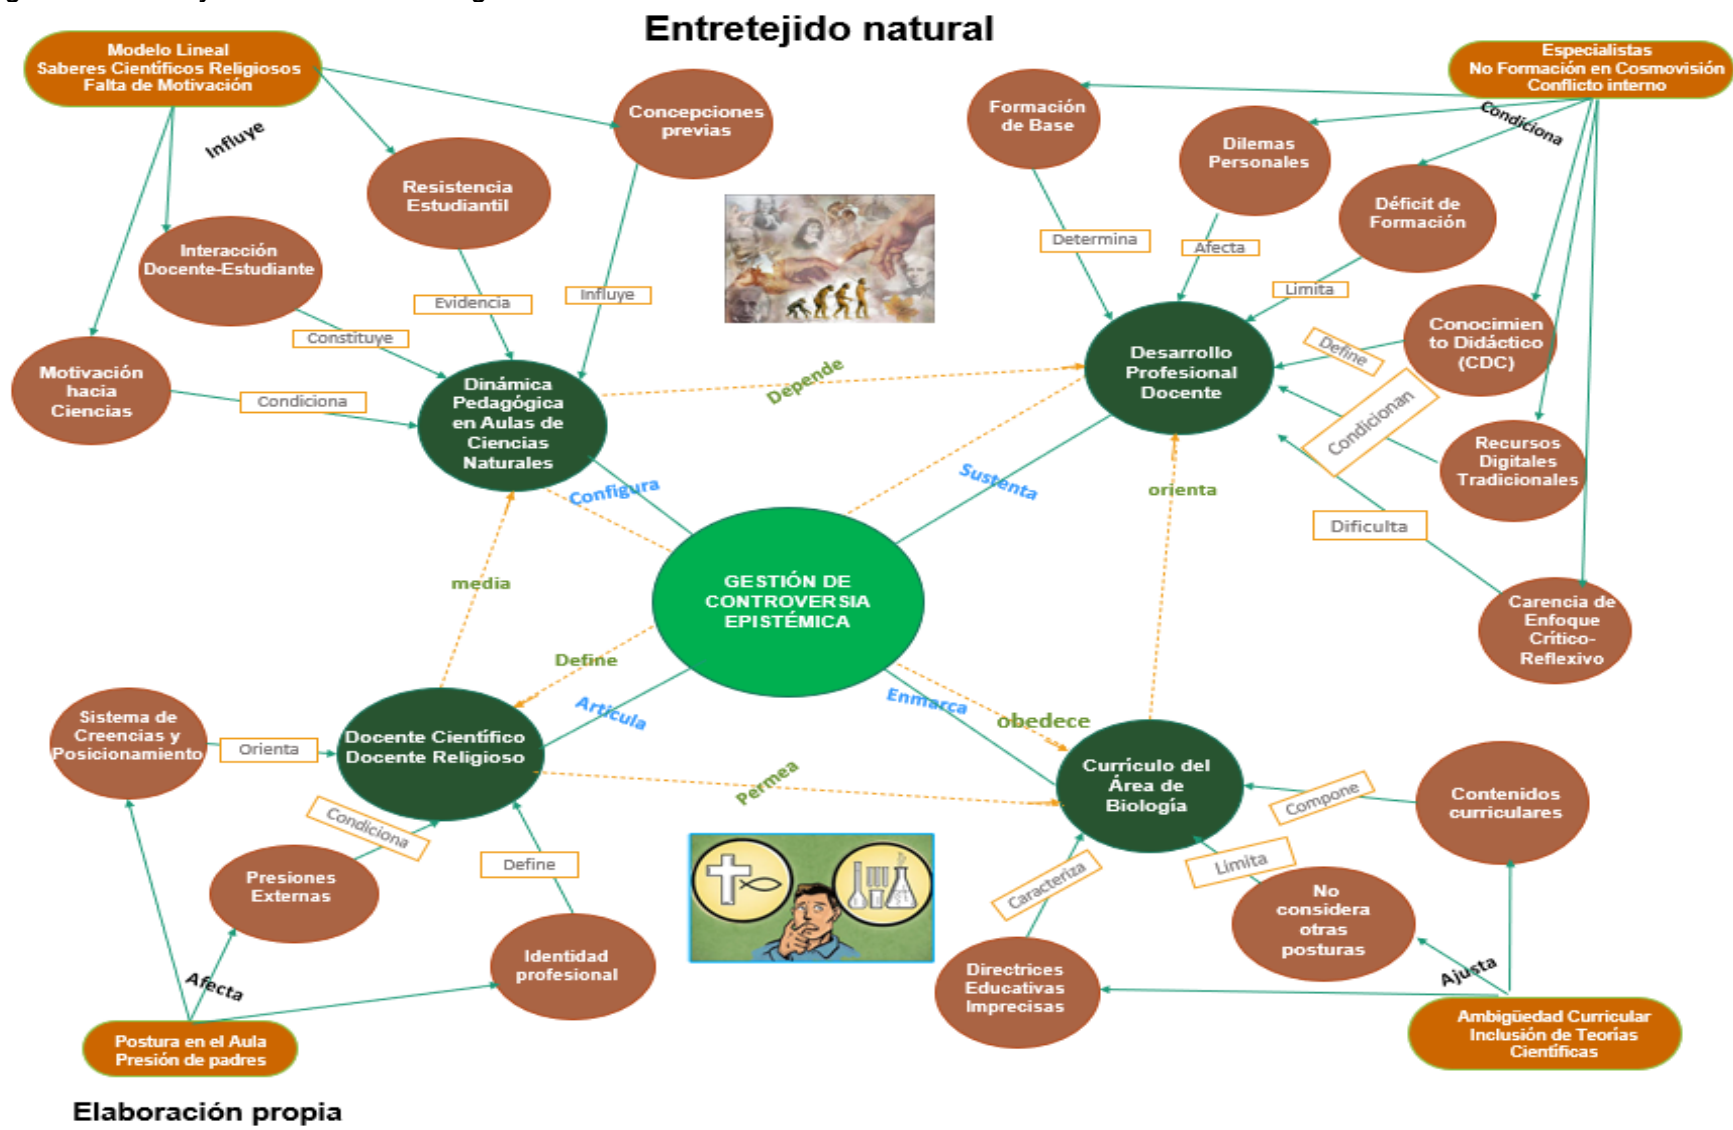 Entretejido natural
Modelo Lineal
Saberes Científicos Religiosos
Falta de Motivación
Influye
Concepciones
previas
Resistencia
Estudiantil
Interacción
Docente-Estudiante
Motivación
hacia
Ciencias
Constituye
Evidencia
Influye
Condiciona
Dinámica
Pedagógica
en Aulas de
Ciencias
Naturales
Especialistas
No Formación en Cosmovisión
Conflicto interno
Condiciona
Formación
de Base
Dilemas
Personales
Déficit de
Formación
Conocimien
to Didáctico
(CDC)
Recursos
Digitales
Tradicionales
Carencia de
Enfoque
Crítico-
Reflexivo
Determina
Afecta
Limita
Define
Condicionan
Dificulta
Desarrollo
Profesional
Docente
Depende
Configura
Sustenta
orienta
media
GESTIÓN DE
CONTROVERSIA
EPISTÉMICA
Define
Articula
Enmarca
obedece
Permea
Docente Científico
Docente Religioso
Sistema de
Creencias y
Posicionamiento
Orienta
Condiciona
Define
Presiones
Externas
Identidad
profesional
Afecta
Postura en el Aula
Presión de padres
Currículo del
Área de
Biología
Compone
Limita
Caracteriza
Contenidos
curriculares
No
considera
otras
posturas
Directrices
Educativas
Imprecisas
Ajusta
Ambigüedad Curricular
Inclusión de Teorías
Científicas
Elaboración propia